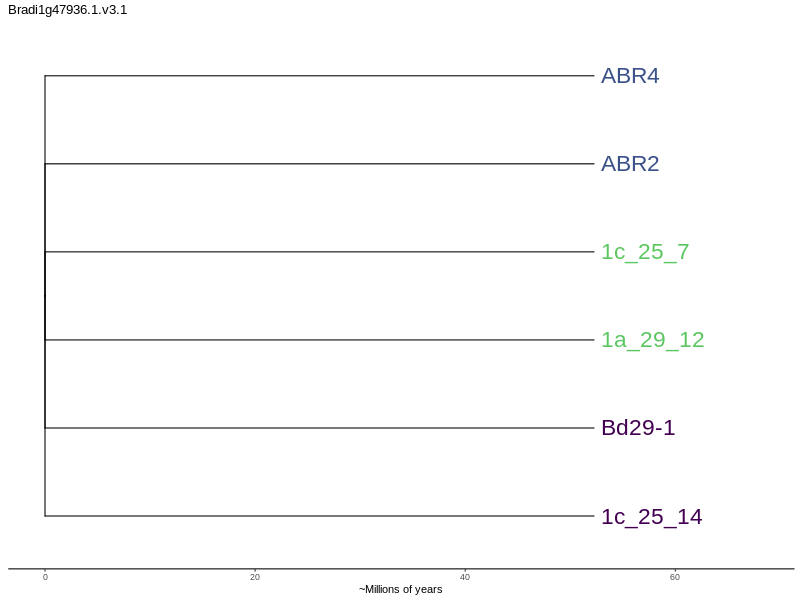 Bradi1g47936.1.v3.1
ABR4
ABR2
1c_25_7
1a_29_12
Bd29-1
1c_25_14
0 20 40 60
~Millions of years